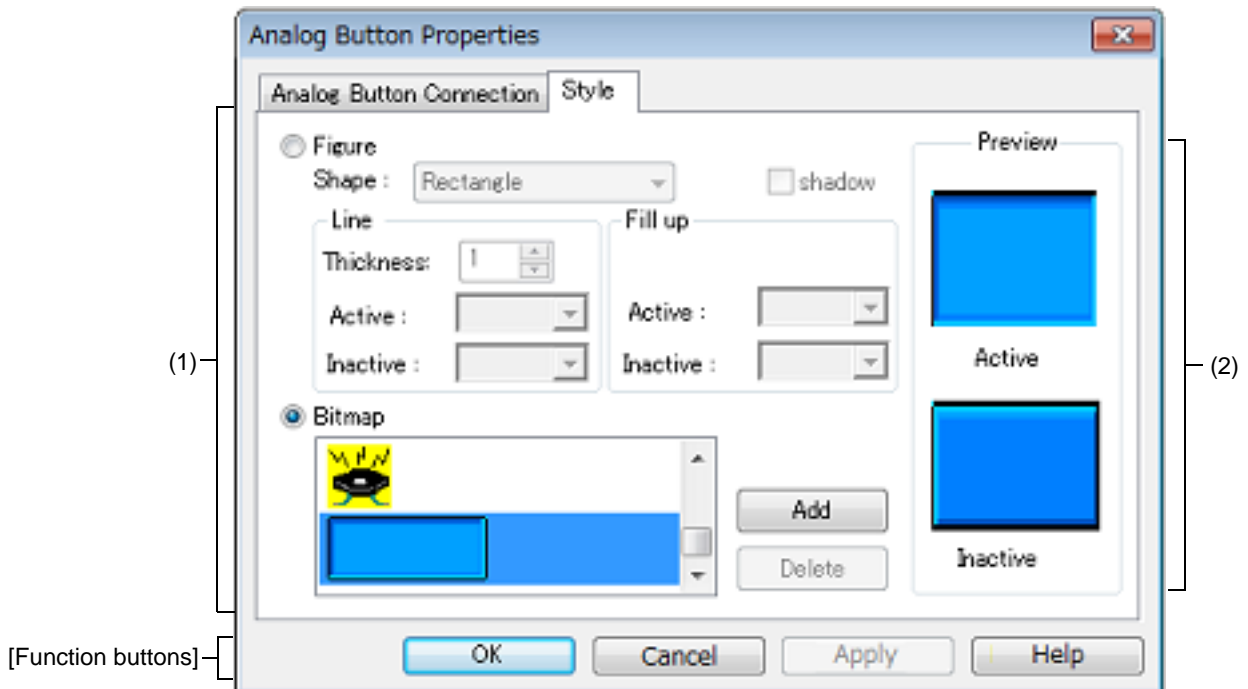 Analog Button Properties
Analog Button Connection Style
Figure
Shape : Rectangle shadow
Line
Thickness: 1
Active :
Inactive :
Fill up
Active :
Inactive :
Bitmap
Add
Delete
Preview
Active
Inactive
(1)
(2)
[Function buttons]
OK Cancel Apply Help